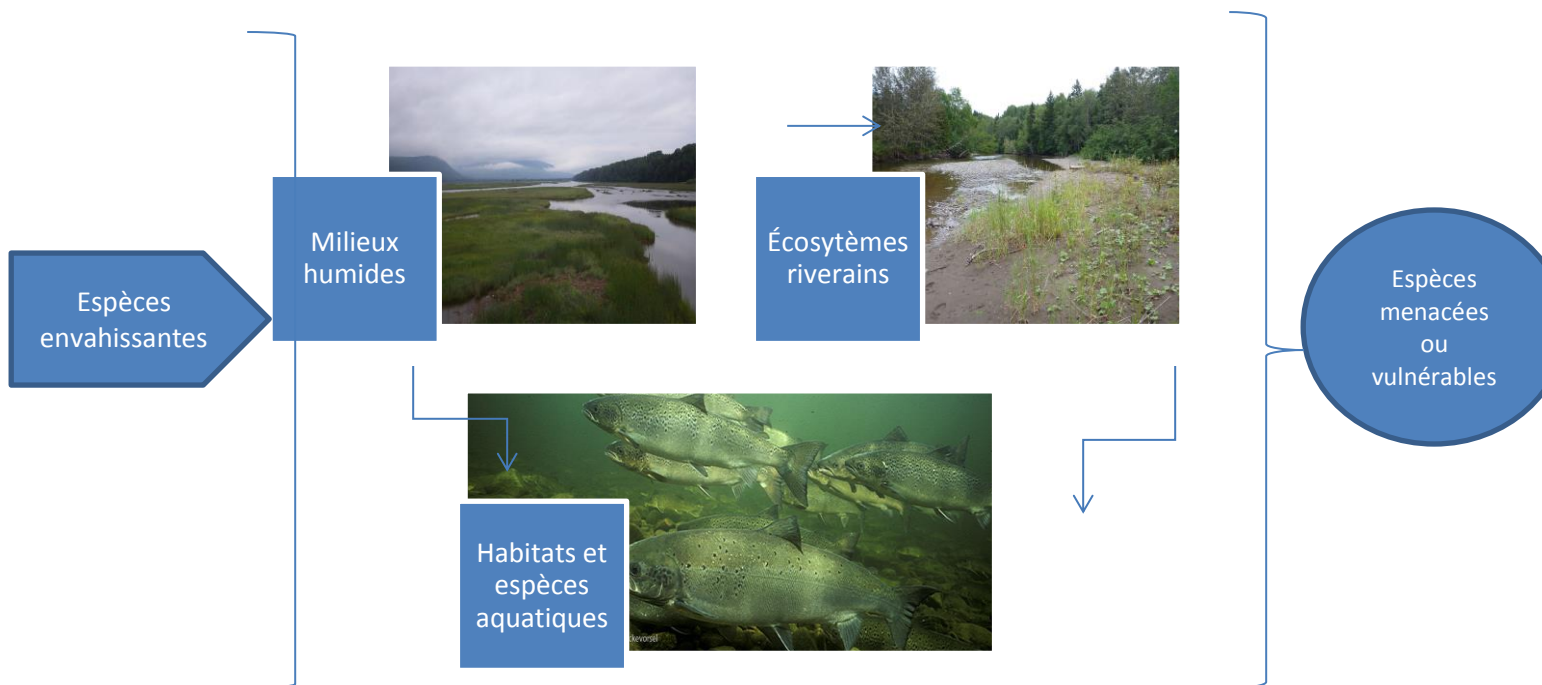 Milieux
humides
Écosytèmes
riverains
Espèces
envahissantes
Espèces
menacées
ou
vulnérables
Habitats et
espèces
aquatiques